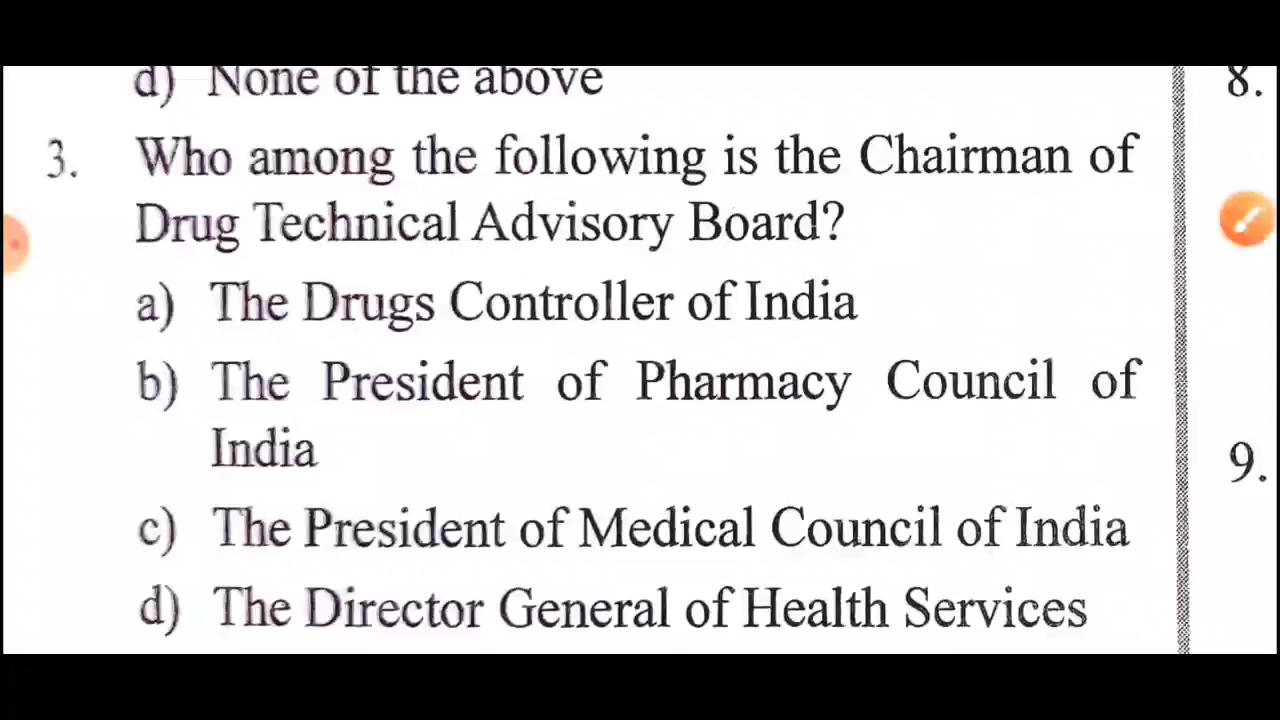 d) None of the above
8.
3. Who among the following is the Chairman of
Drug Technical Advisory Board?
a) The Drugs Controller of India
b) The President of Pharmacy Council of
India
9.
c) The President of Medical Council of India
d) The Director General of Health Services